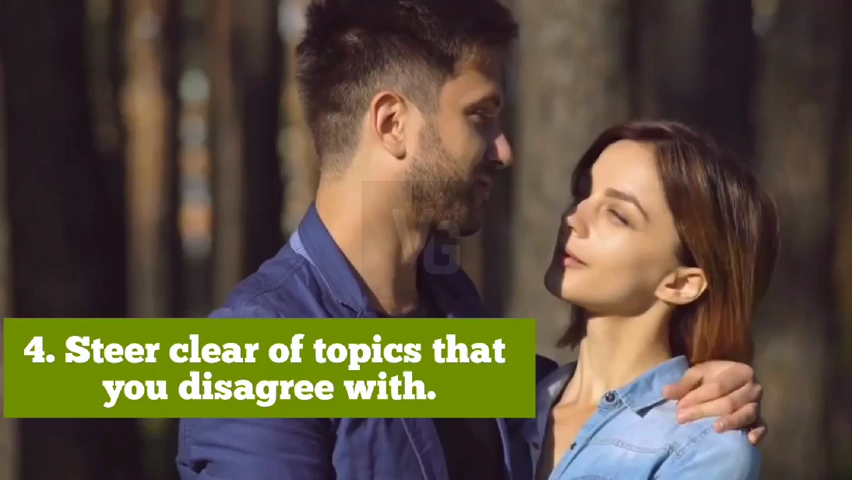 4. Steer clear of topics that
you disagree with.